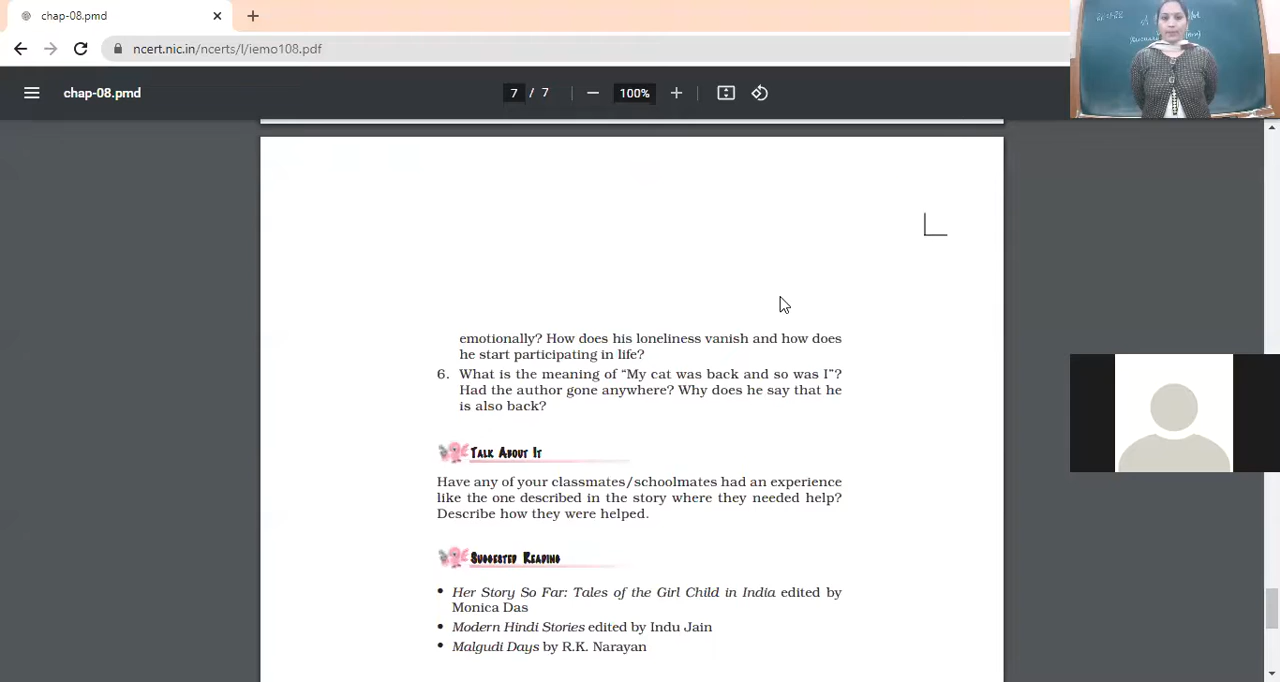 chap-08.pmd
ncert.nic.in/ncerts/l/iemo108.pdf
chap-08.pmd
7 / 7
100%
emotionally? How does his loneliness vanish and how does
he start participating in life?
6. What is the meaning of “My cat was back and so was I”?
Had the author gone anywhere? Why does he say that he
is also back?
Talk About It
Have any of your classmates/schoolmates had an experience
like the one described in the story where they needed help?
Describe how they were helped.
Suggested Reading
• Her Story So Far: Tales of the Girl Child in India edited by
Monica Das
• Modern Hindi Stories edited by Indu Jain
• Malgudi Days by R.K. Narayan